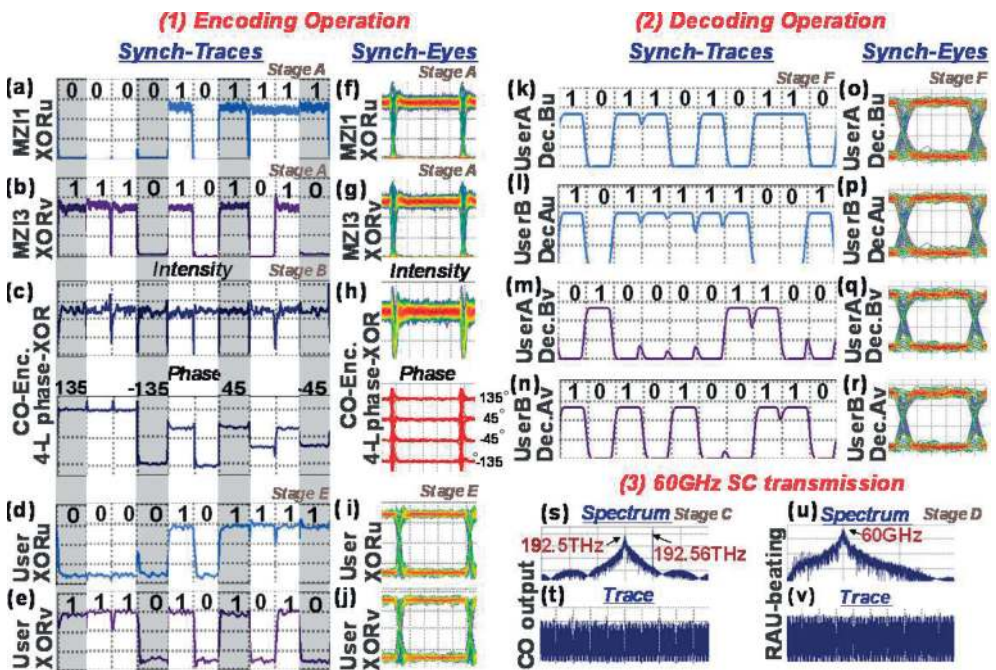 (1) Encoding Operation
Synch-Traces Synch-Eyes
Stage A Stage A
(a) 0 0 0 0 1 0 1 1 1 1 (f)
MZI1 XORu MZI1 XORu
Stage A Stage A
(b) 1 1 1 0 1 0 1 0 1 0 (g)
MZI3 XORv MZI3 XORv
Intensity Stage B Intensity
(c) (h)
CO-Enc. 4-L phase-XOR CO-Enc. 4-L phase-XOR
Phase Phase
135 -135 45 -45
135°
45°
-45°
-135°
Stage E Stage E
(d) 0 0 0 0 1 0 1 1 1 1 (i)
User XORu User XORu
(e) 1 1 1 0 1 0 1 0 1 0 (j)
User XORv User XORv
(2) Decoding Operation
Synch-Traces Synch-Eyes
Stage F Stage F
(k) 1 0 1 1 0 1 0 1 1 0 (o)
UserA Dec.Bu UserA Dec.Bu
(l) 1 0 1 1 1 1 1 0 0 1 (p)
UserB Dec.Au UserB Dec.Au
(m) 0 1 0 0 0 0 1 1 0 0 (q)
UserA Dec.Bv UserA Dec.Bv
(n) 1 0 1 0 1 0 1 1 1 0 (r)
UserB Dec.Av UserB Dec.Av
(3) 60GHz SC transmission
(s) Spectrum Stage C (u) Spectrum Stage D
192.5THz 192.56THz 60GHz
(t) Trace (v) Trace
CO output RAU-beating